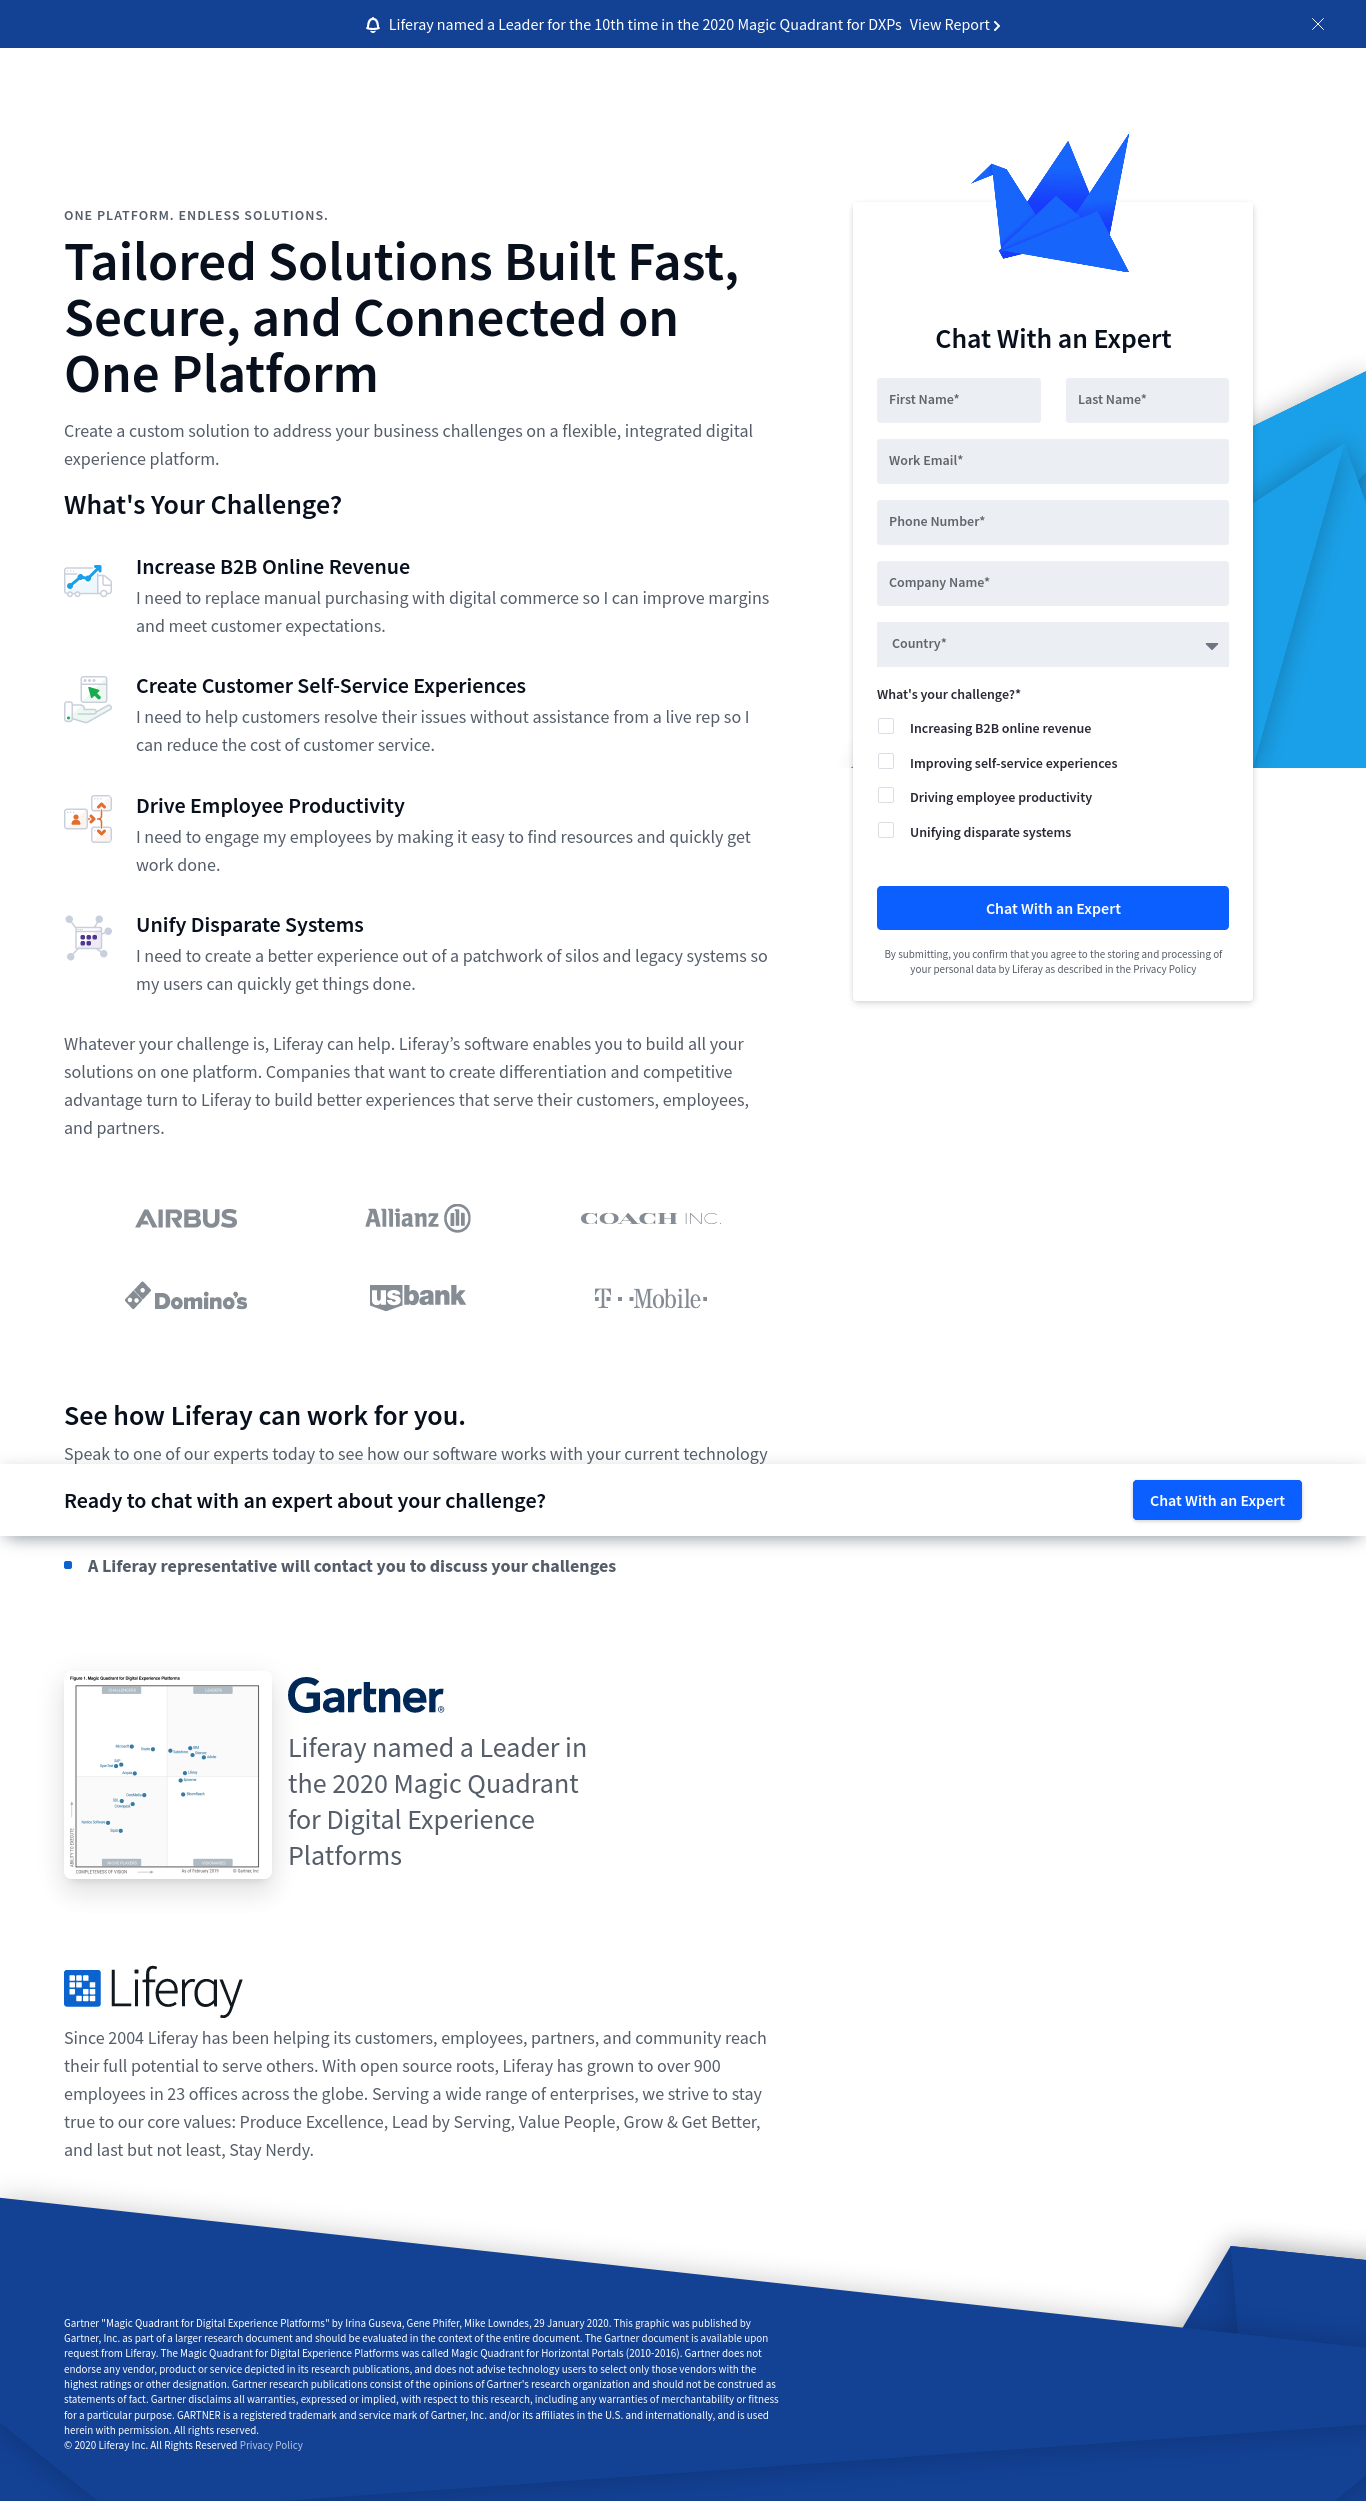 Liferay named a Leader for the 10th time in the 2020 Magic Quadrant for DXPs View Report
ONE PLATFORM. ENDLESS SOLUTIONS.
Tailored Solutions Built Fast,
Secure, and Connected on
One Platform
Create a custom solution to address your business challenges on a flexible, integrated digital
experience platform.
What's Your Challenge?
Increase B2B Online Revenue
I need to replace manual purchasing with digital commerce so I can improve margins
and meet customer expectations.
Create Customer Self-Service Experiences
I need to help customers resolve their issues without assistance from a live rep so I
can reduce the cost of customer service.
Drive Employee Productivity
I need to engage my employees by making it easy to find resources and quickly get
work done.
Unify Disparate Systems
I need to create a better experience out of a patchwork of silos and legacy systems so
my users can quickly get things done.
Whatever your challenge is, Liferay can help. Liferay’s software enables you to build all your
solutions on one platform. Companies that want to create differentiation and competitive
advantage turn to Liferay to build better experiences that serve their customers, employees,
and partners.
Chat With an Expert
First Name*
Last Name*
Work Email*
Phone Number*
Company Name*
Country*
What's your challenge?*
Increasing B2B online revenue
Improving self-service experiences
Driving employee productivity
Unifying disparate systems
Chat With an Expert
By submitting, you confirm that you agree to the storing and processing of
your personal data by Liferay as described in the Privacy Policy
AIRBUS
Allianz
COACH INC.
Domino's
usbank
T··Mobile·
See how Liferay can work for you.
Speak to one of our experts today to see how our software works with your current technology
Ready to chat with an expert about your challenge?
Chat With an Expert
A Liferay representative will contact you to discuss your challenges
Figure 1. Magic Quadrant for Digital Experience Platforms
COMPLETENESS OF VISION
As of February 2019
© Gartner, Inc
Gartner®
Liferay named a Leader in
the 2020 Magic Quadrant
for Digital Experience
Platforms
Liferay
Since 2004 Liferay has been helping its customers, employees, partners, and community reach
their full potential to serve others. With open source roots, Liferay has grown to over 900
employees in 23 offices across the globe. Serving a wide range of enterprises, we strive to stay
true to our core values: Produce Excellence, Lead by Serving, Value People, Grow & Get Better,
and last but not least, Stay Nerdy.
Gartner "Magic Quadrant for Digital Experience Platforms" by Irina Guseva, Gene Phifer, Mike Lowndes, 29 January 2020. This graphic was published by
Gartner, Inc. as part of a larger research document and should be evaluated in the context of the entire document. The Gartner document is available upon
request from Liferay. The Magic Quadrant for Digital Experience Platforms was called Magic Quadrant for Horizontal Portals (2010-2016). Gartner does not
endorse any vendor, product or service depicted in its research publications, and does not advise technology users to select only those vendors with the
highest ratings or other designation. Gartner research publications consist of the opinions of Gartner's research organization and should not be construed as
statements of fact. Gartner disclaims all warranties, expressed or implied, with respect to this research, including any warranties of merchantability or fitness
for a particular purpose. GARTNER is a registered trademark and service mark of Gartner, Inc. and/or its affiliates in the U.S. and internationally, and is used
herein with permission. All rights reserved.
© 2020 Liferay Inc. All Rights Reserved Privacy Policy